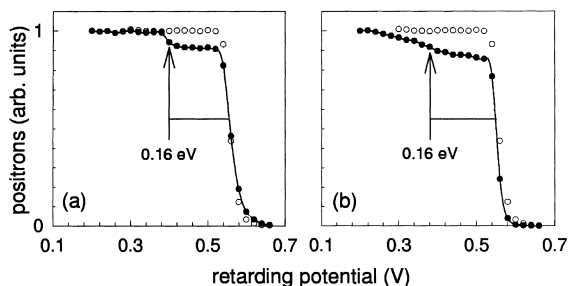 positrons (arb. units)
1
0
(a)
0.16 eV
(b)
0.16 eV
0.1
0.3
0.5
0.7
0.1
0.3
0.5
0.7
retarding potential (V)